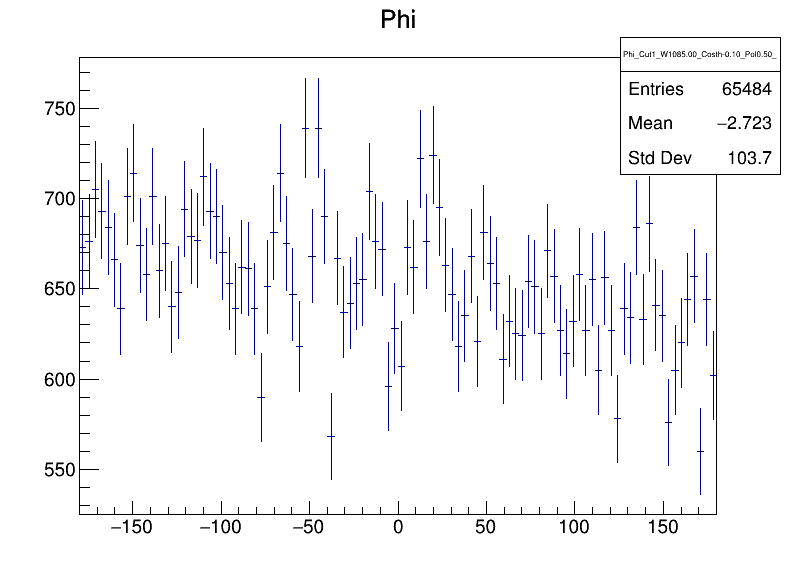 Phi
Phi_Cut1_W1085.00_Costh-0.10_Pol0.50_
Entries 65484
Mean −2.723
Std Dev 103.7
750
700
650
600
550
−150 −100 −50 0 50 100 150